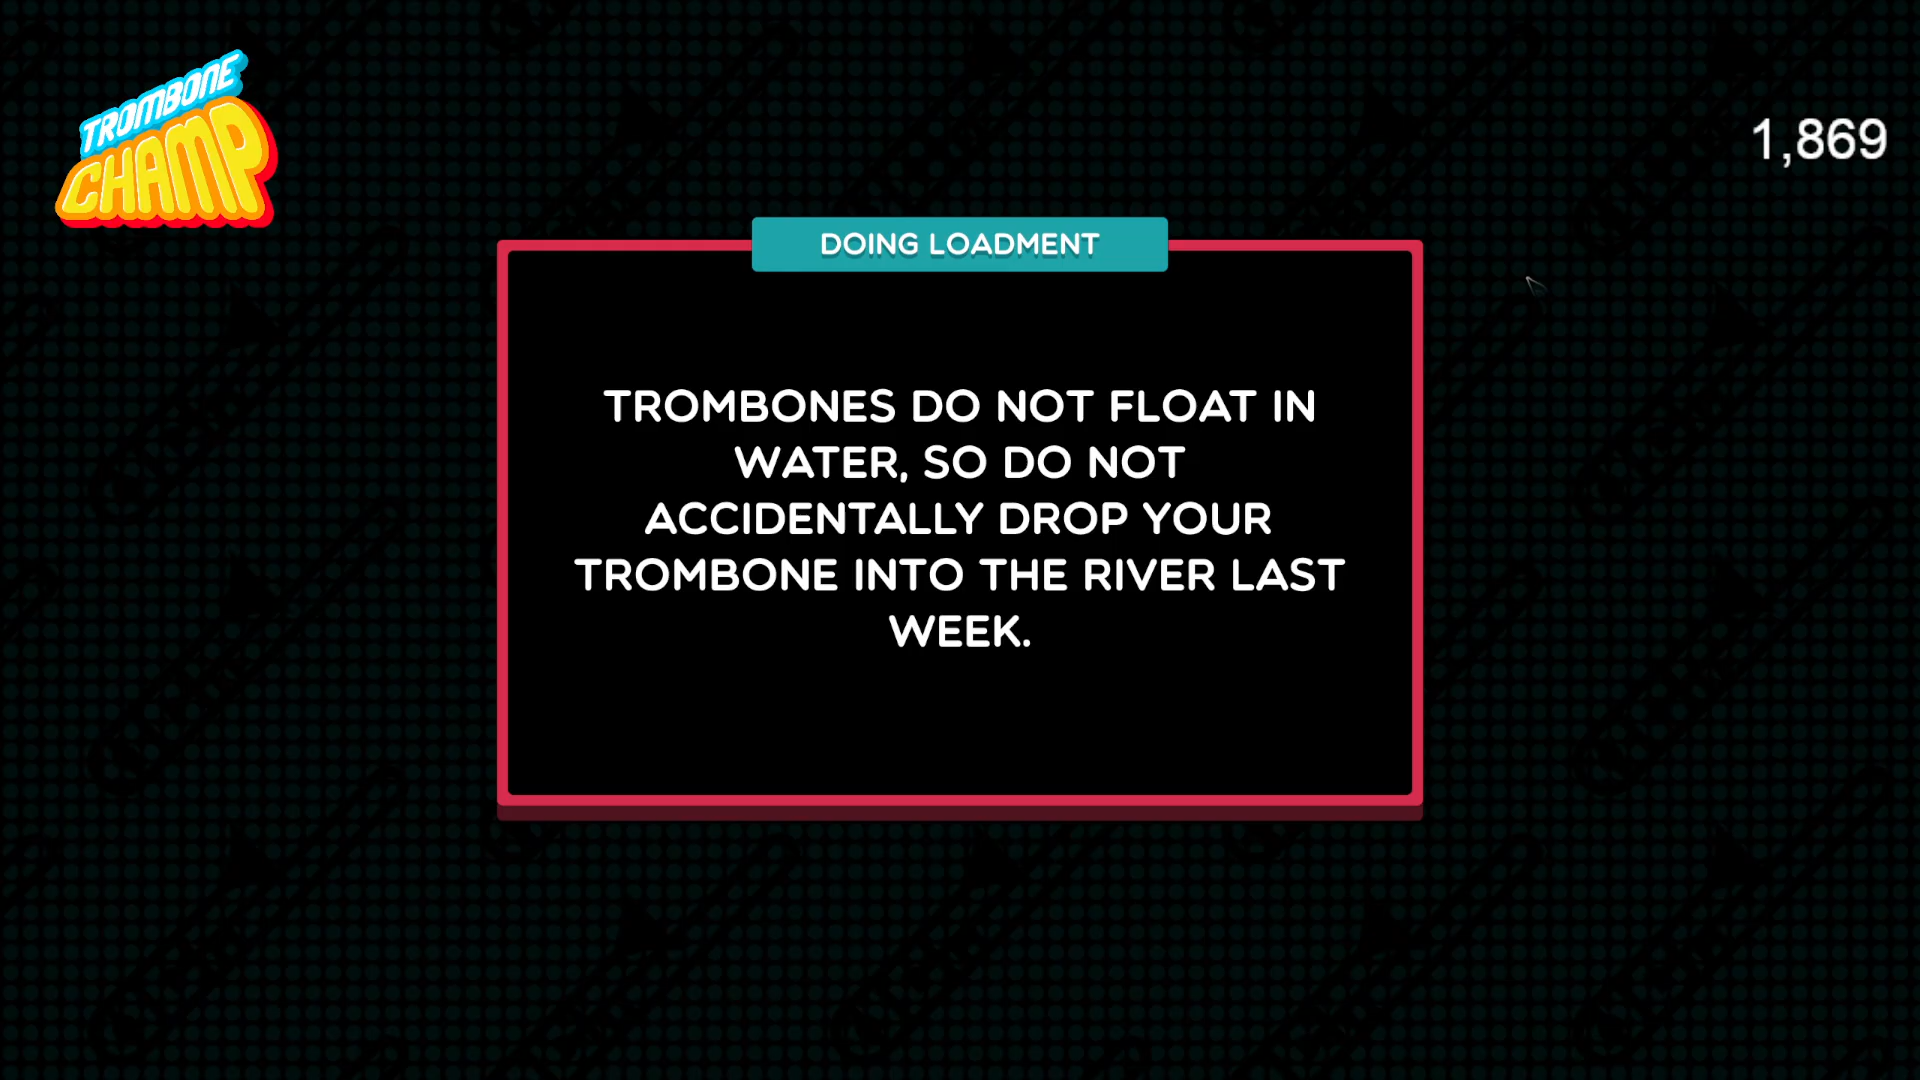 TROMBONE
CHAMP
1,869
DOING LOADMENT
TROMBONES DO NOT FLOAT IN
WATER, SO DO NOT
ACCIDENTALLY DROP YOUR
TROMBONE INTO THE RIVER LAST
WEEK.